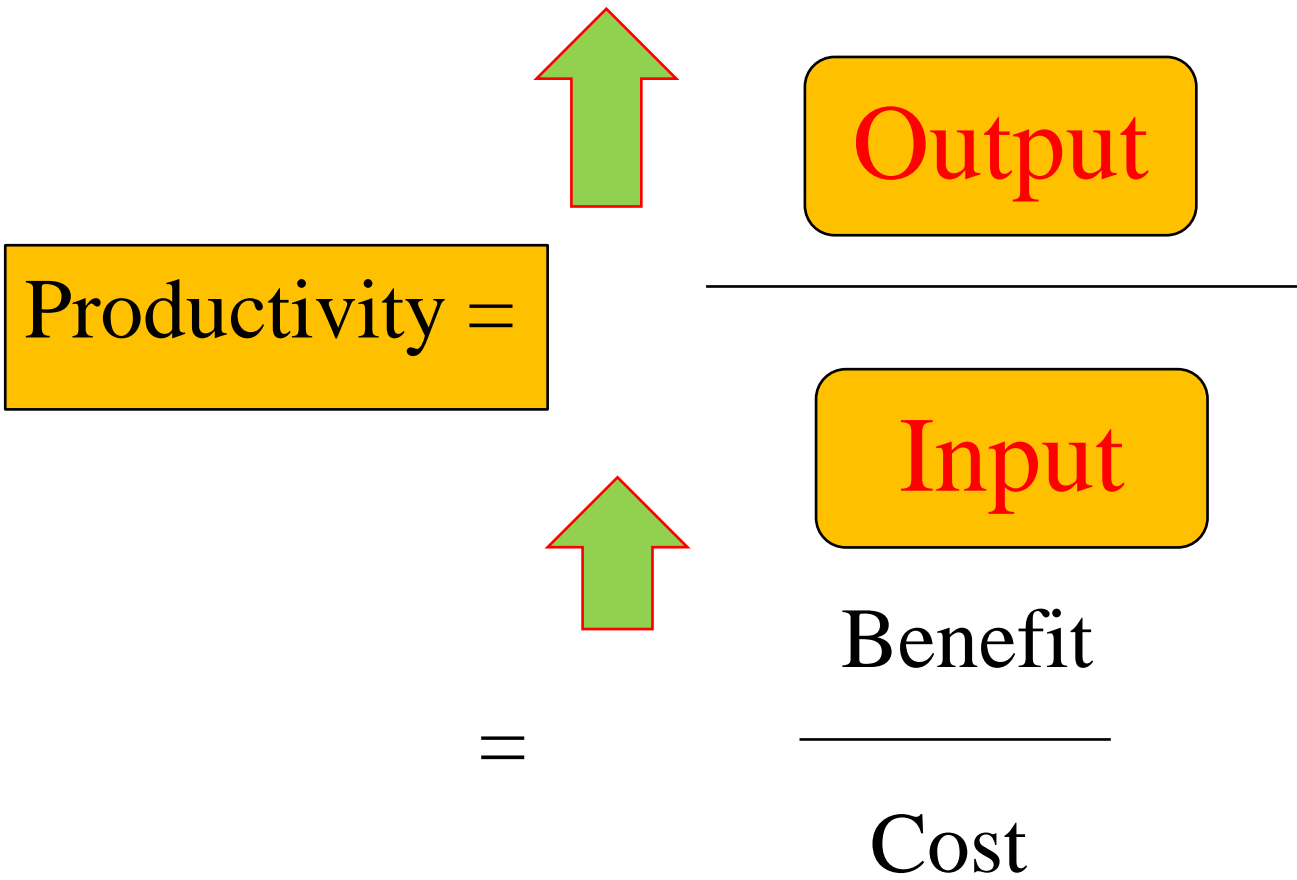 Output
Productivity =
Input
Benefit
=
Cost